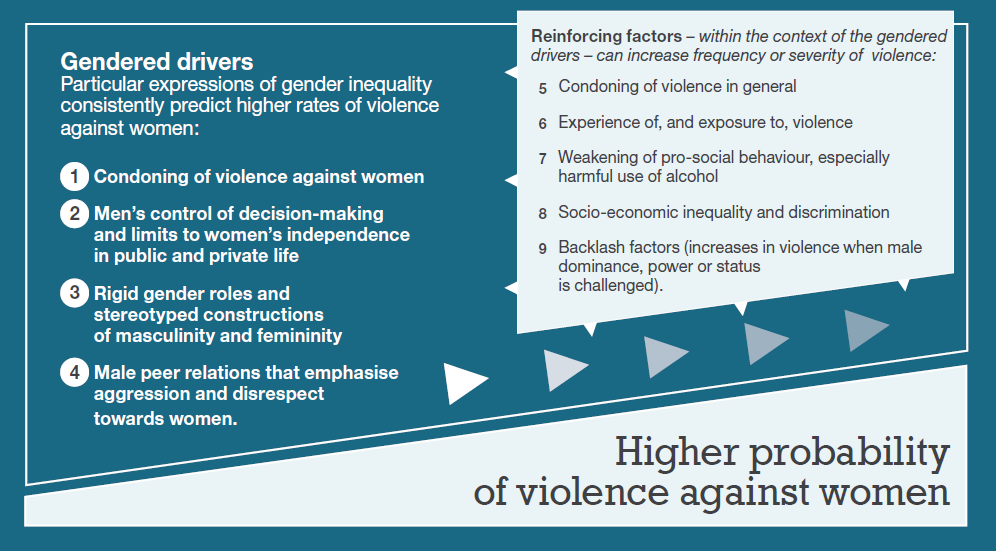 Gendered drivers
Particular expressions of gender inequality
consistently predict higher rates of violence
against women:
1 Condoning of violence against women
2 Men’s control of decision-making
and limits to women’s independence
in public and private life
3 Rigid gender roles and
stereotyped constructions
of masculinity and femininity
4 Male peer relations that emphasise
aggression and disrespect
towards women.
Reinforcing factors – within the context of the gendered
drivers – can increase frequency or severity of violence:
5 Condoning of violence in general
6 Experience of, and exposure to, violence
7 Weakening of pro-social behaviour, especially
harmful use of alcohol
8 Socio-economic inequality and discrimination
9 Backlash factors (increases in violence when male
dominance, power or status
is challenged).
Higher probability
of violence against women